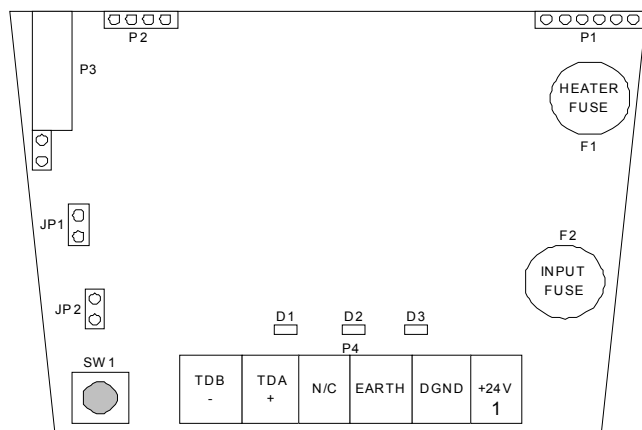 P2
P1
P3
HEATER
FUSE
F1
JP1
F2
INPUT
FUSE
JP2
D1 D2 D3
P4
SW1
TDB
-
TDA
+
N/C
EARTH
DGND
+24V
1